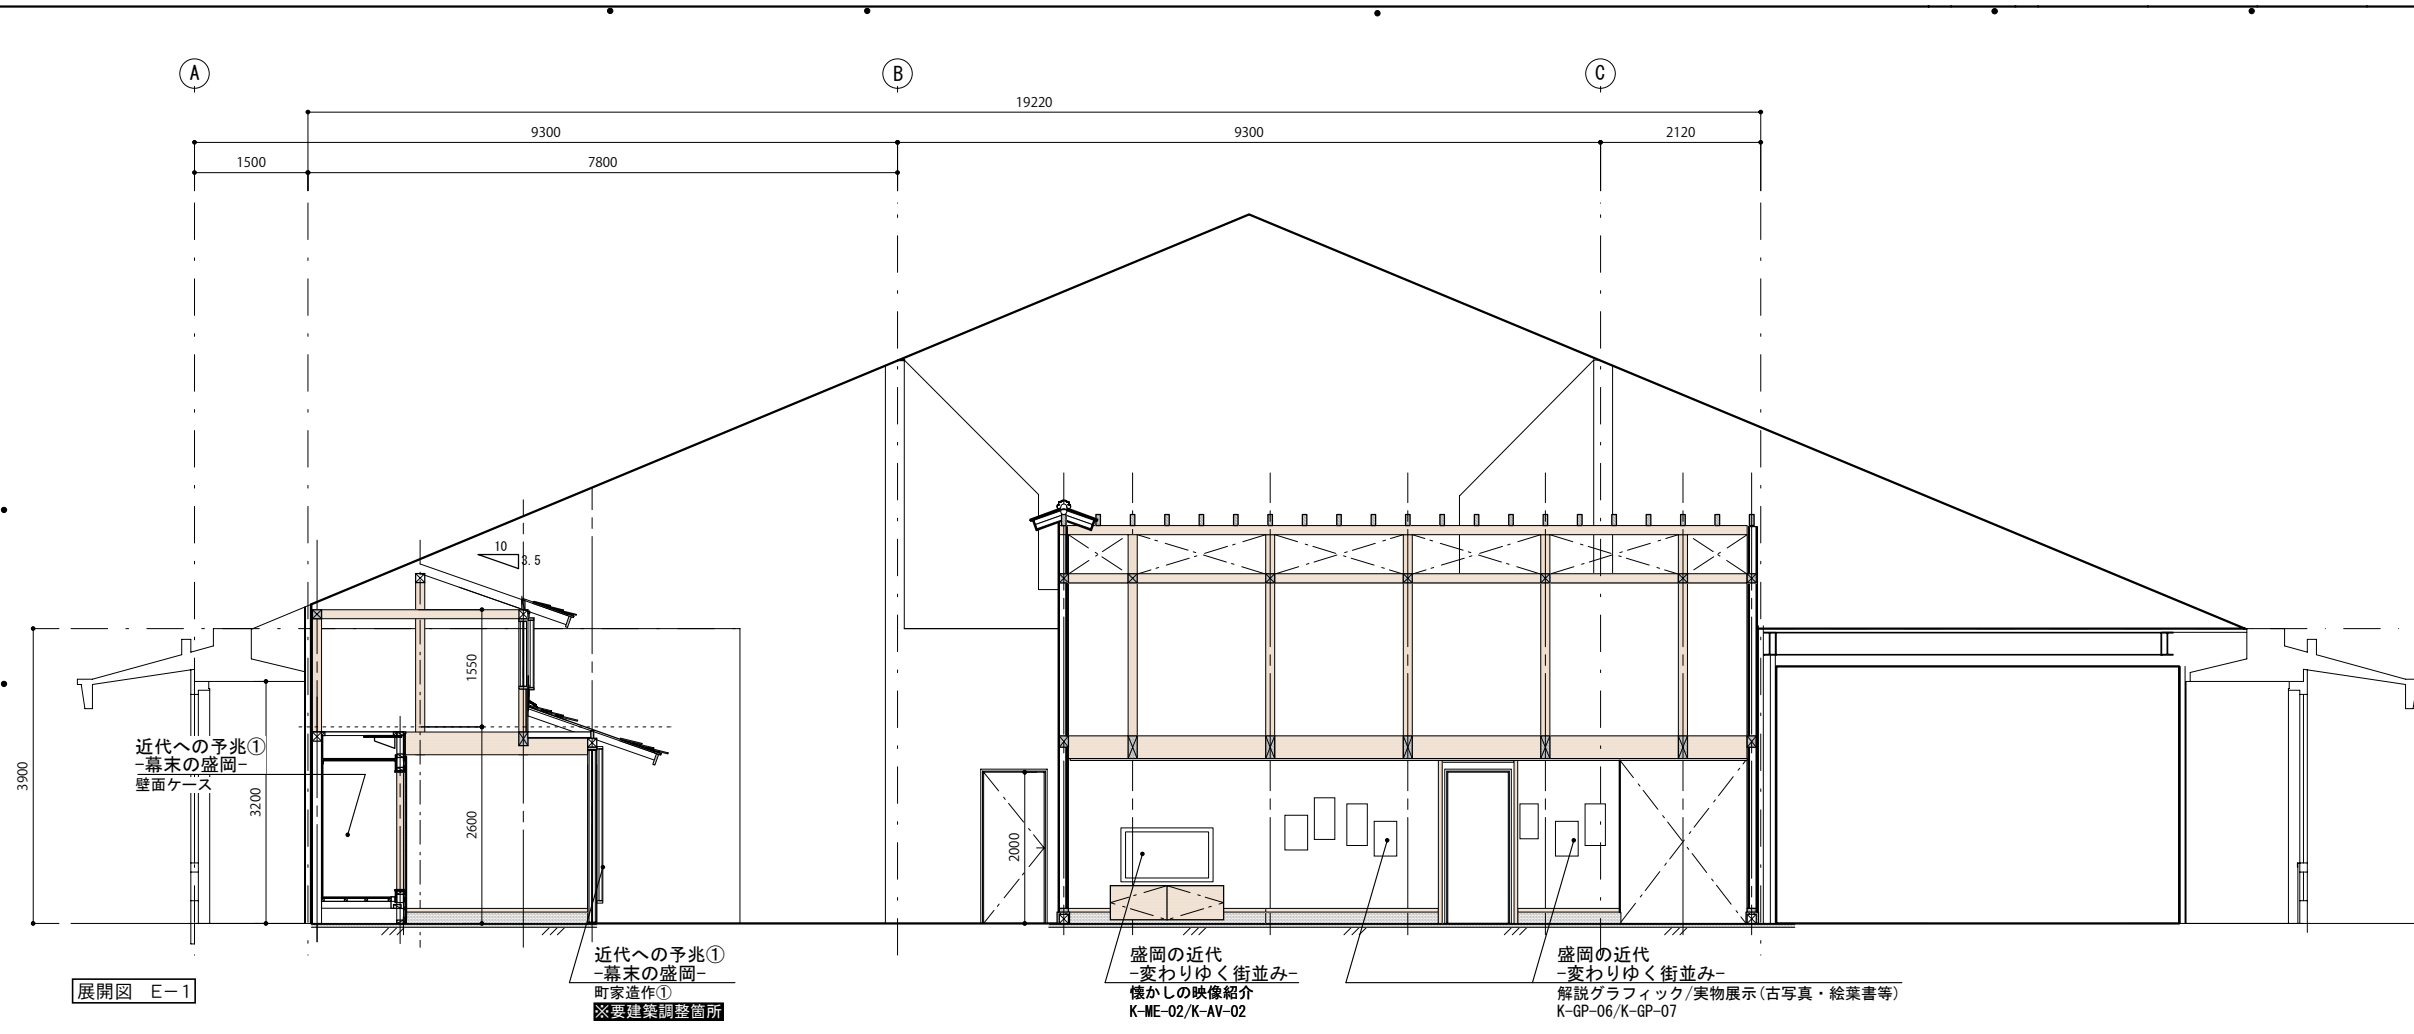 A
B
C
19220
9300
9300
2120
1500
7800
10
3.5
1550
2600
3900
3200
2000
近代への予兆①
-幕末の盛岡-
壁面ケース
近代への予兆①
-幕末の盛岡-
町家造作①
※要建築調整箇所
盛岡の近代
-変わりゆく街並み-
懐かしの映像紹介
K-ME-02/K-AV-02
盛岡の近代
-変わりゆく街並み-
解説グラフィック/実物展示(古写真・絵葉書等)
K-GP-06/K-GP-07
展開図 E-1